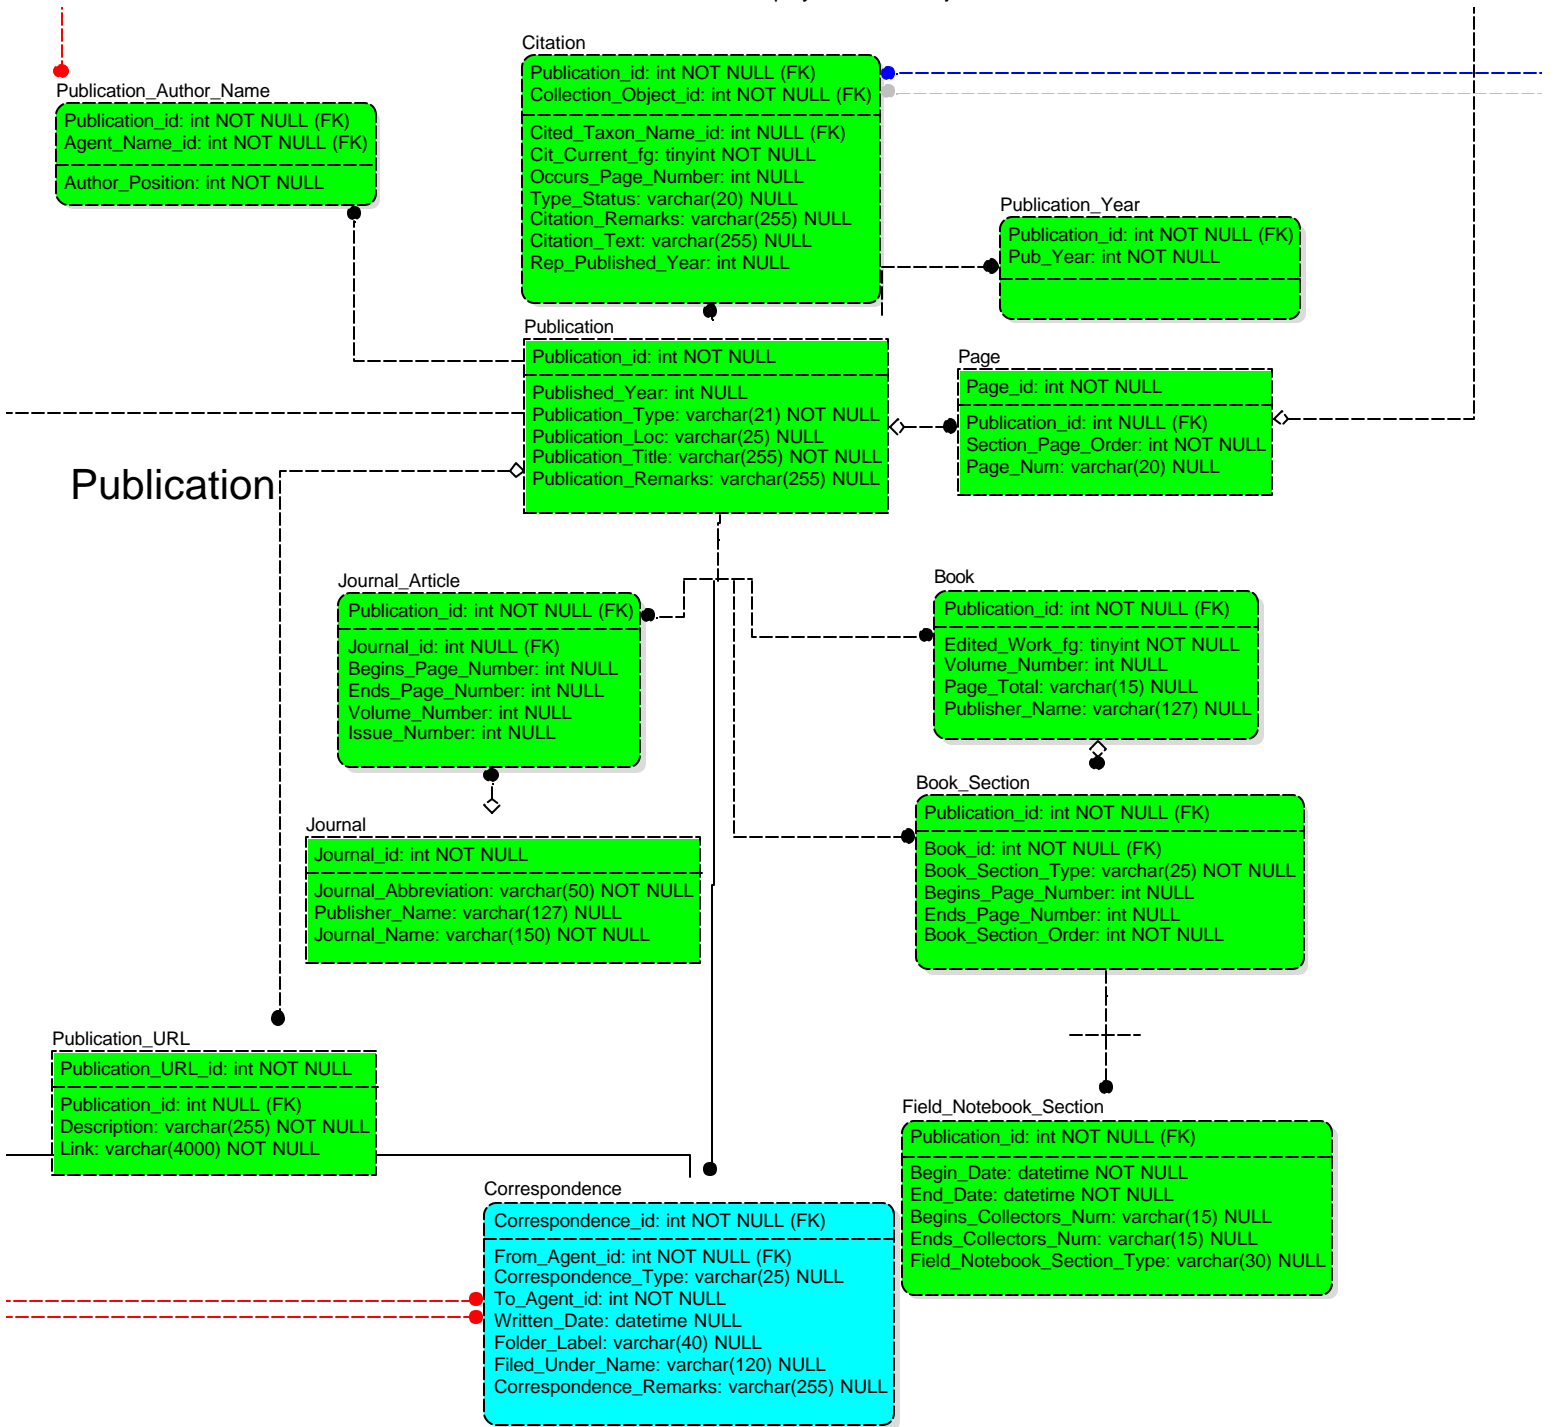 Citation
Publication_id: int NOT NULL (FK)
Collection_Object_id: int NOT NULL (FK)
Cited_Taxon_Name_id: int NULL (FK)
Cit_Current_fg: tinyint NOT NULL
Occurs_Page_Number: int NULL
Type_Status: varchar(20) NULL
Citation_Remarks: varchar(255) NULL
Citation_Text: varchar(255) NULL
Rep_Published_Year: int NULL
Publication_Author_Name
Publication_id: int NOT NULL (FK)
Agent_Name_id: int NOT NULL (FK)
Author_Position: int NOT NULL
Publication_Year
Publication_id: int NOT NULL (FK)
Pub_Year: int NOT NULL
Publication
Publication_id: int NOT NULL
Published_Year: int NULL
Publication_Type: varchar(21) NOT NULL
Publication_Loc: varchar(25) NULL
Publication_Title: varchar(255) NOT NULL
Publication_Remarks: varchar(255) NULL
Page
Page_id: int NOT NULL
Publication_id: int NULL (FK)
Section_Page_Order: int NOT NULL
Page_Num: varchar(20) NULL
Publication
Journal_Article
Publication_id: int NOT NULL (FK)
Journal_id: int NULL (FK)
Begins_Page_Number: int NULL
Ends_Page_Number: int NULL
Volume_Number: int NULL
Issue_Number: int NULL
Book
Publication_id: int NOT NULL (FK)
Edited_Work_fg: tinyint NOT NULL
Volume_Number: int NULL
Page_Total: varchar(15) NULL
Publisher_Name: varchar(127) NULL
Journal
Journal_id: int NOT NULL
Journal_Abbreviation: varchar(50) NOT NULL
Publisher_Name: varchar(127) NULL
Journal_Name: varchar(150) NOT NULL
Book_Section
Publication_id: int NOT NULL (FK)
Book_id: int NOT NULL (FK)
Book_Section_Type: varchar(25) NOT NULL
Begins_Page_Number: int NULL
Ends_Page_Number: int NULL
Book_Section_Order: int NOT NULL
Publication_URL
Publication_URL_id: int NOT NULL
Publication_id: int NULL (FK)
Description: varchar(255) NOT NULL
Link: varchar(4000) NOT NULL
Field_Notebook_Section
Publication_id: int NOT NULL (FK)
Begin_Date: datetime NOT NULL
End_Date: datetime NOT NULL
Begins_Collectors_Num: varchar(15) NULL
Ends_Collectors_Num: varchar(15) NULL
Field_Notebook_Section_Type: varchar(30) NULL
Correspondence
Correspondence_id: int NOT NULL (FK)
From_Agent_id: int NOT NULL (FK)
Correspondence_Type: varchar(25) NULL
To_Agent_id: int NOT NULL
Written_Date: datetime NULL
Folder_Label: varchar(40) NULL
Filed_Under_Name: varchar(120) NULL
Correspondence_Remarks: varchar(255) NULL